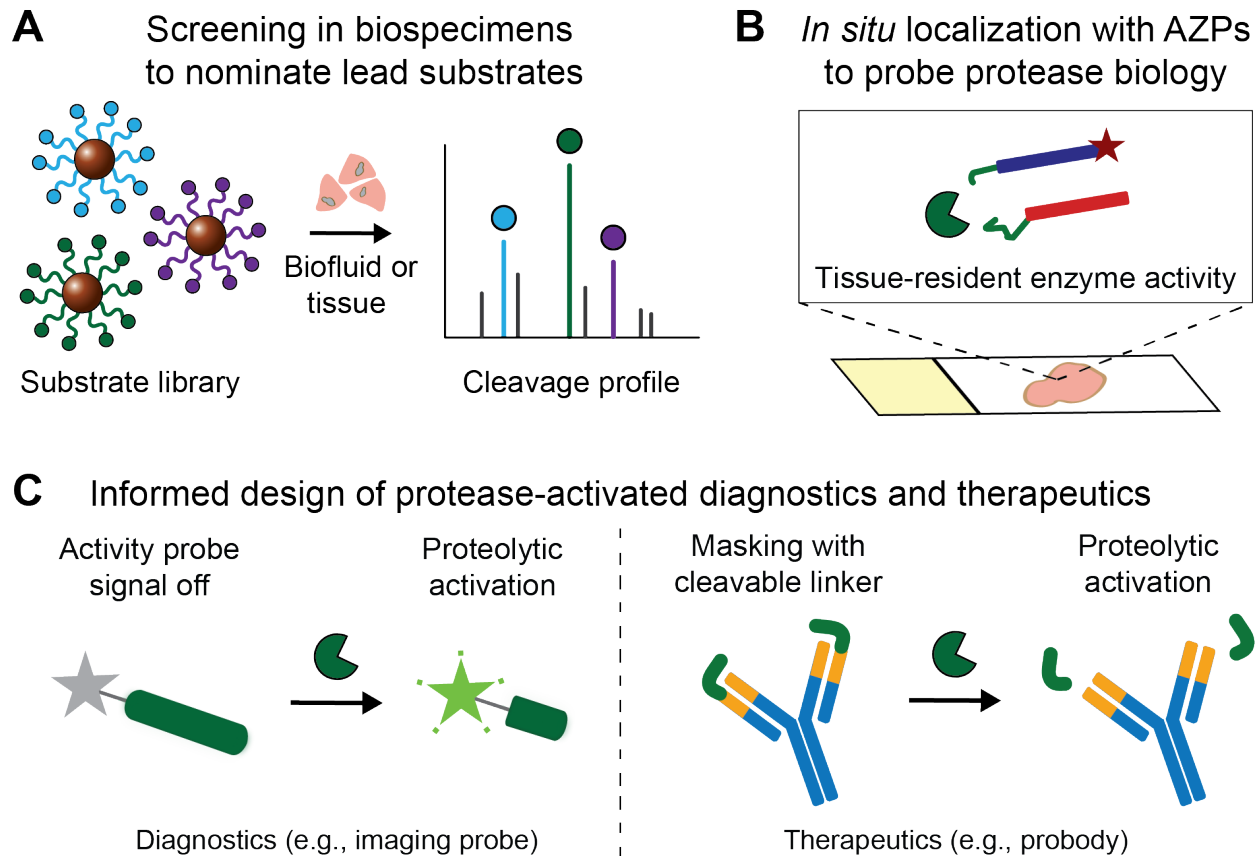 A
Screening in biospecimens
to nominate lead substrates
Biofluid or
tissue
Substrate library
Cleavage profile
B
In situ localization with AZPs
to probe protease biology
Tissue-resident enzyme activity
C
Informed design of protease-activated diagnostics and therapeutics
Activity probe
signal off
Proteolytic
activation
Diagnostics (e.g., imaging probe)
Masking with
cleavable linker
Proteolytic
activation
Therapeutics (e.g., probody)